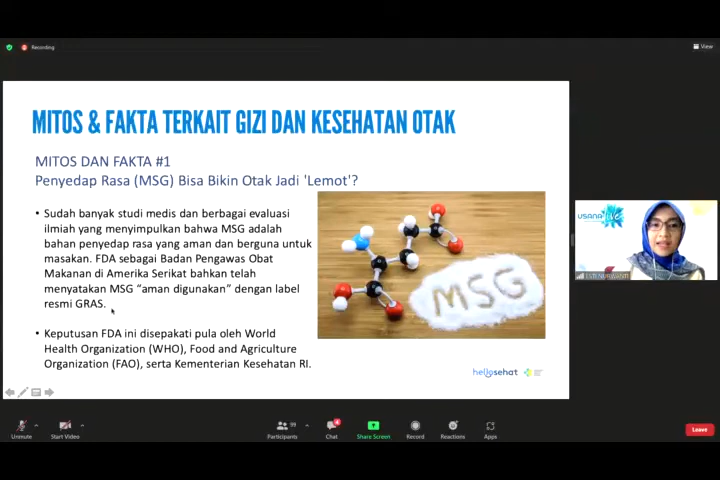 Recording
View
MITOS & FAKTA TERKAIT GIZI DAN KESEHATAN OTAK
MITOS DAN FAKTA #1
Penyedap Rasa (MSG) Bisa Bikin Otak Jadi 'Lemot'?
• Sudah banyak studi medis dan berbagai evaluasi
ilmiah yang menyimpulkan bahwa MSG adalah
bahan penyedap rasa yang aman dan berguna untuk
masakan. FDA sebagai Badan Pengawas Obat
Makanan di Amerika Serikat bahkan telah
menyatakan MSG “aman digunakan” dengan label
resmi GRAS.
• Keputusan FDA ini disepakati pula oleh World
Health Organization (WHO), Food and Agriculture
Organization (FAO), serta Kementerian Kesehatan RI.
MSG
hellosehat
USANA live
Unmute
Start Video
Participants
Chat
Share Screen
Record
Reactions
Apps
Leave